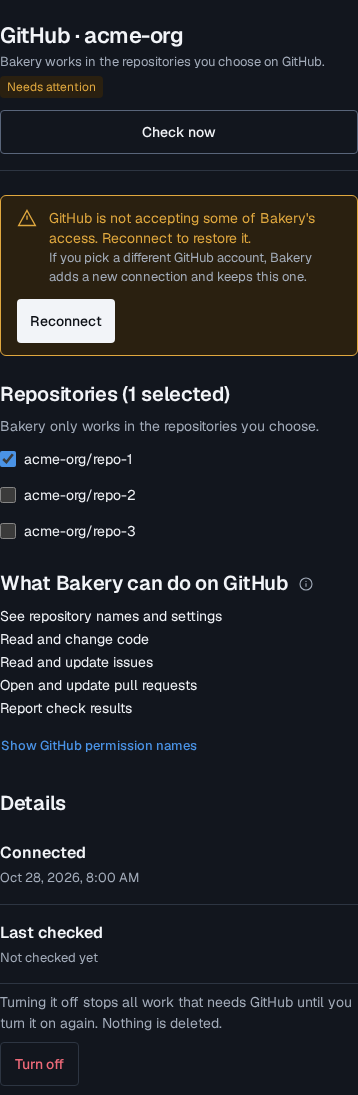 GitHub · acme-org
Bakery works in the repositories you choose on GitHub.
Needs attention
Check now
GitHub is not accepting some of Bakery's
access. Reconnect to restore it.
If you pick a different GitHub account, Bakery
adds a new connection and keeps this one.
Reconnect
Repositories (1 selected)
Bakery only works in the repositories you choose.
acme-org/repo-1
acme-org/repo-2
acme-org/repo-3
What Bakery can do on GitHub
See repository names and settings
Read and change code
Read and update issues
Open and update pull requests
Report check results
Show GitHub permission names
Details
Connected
Oct 28, 2026, 8:00 AM
Last checked
Not checked yet
Turning it off stops all work that needs GitHub until you
turn it on again. Nothing is deleted.
Turn off